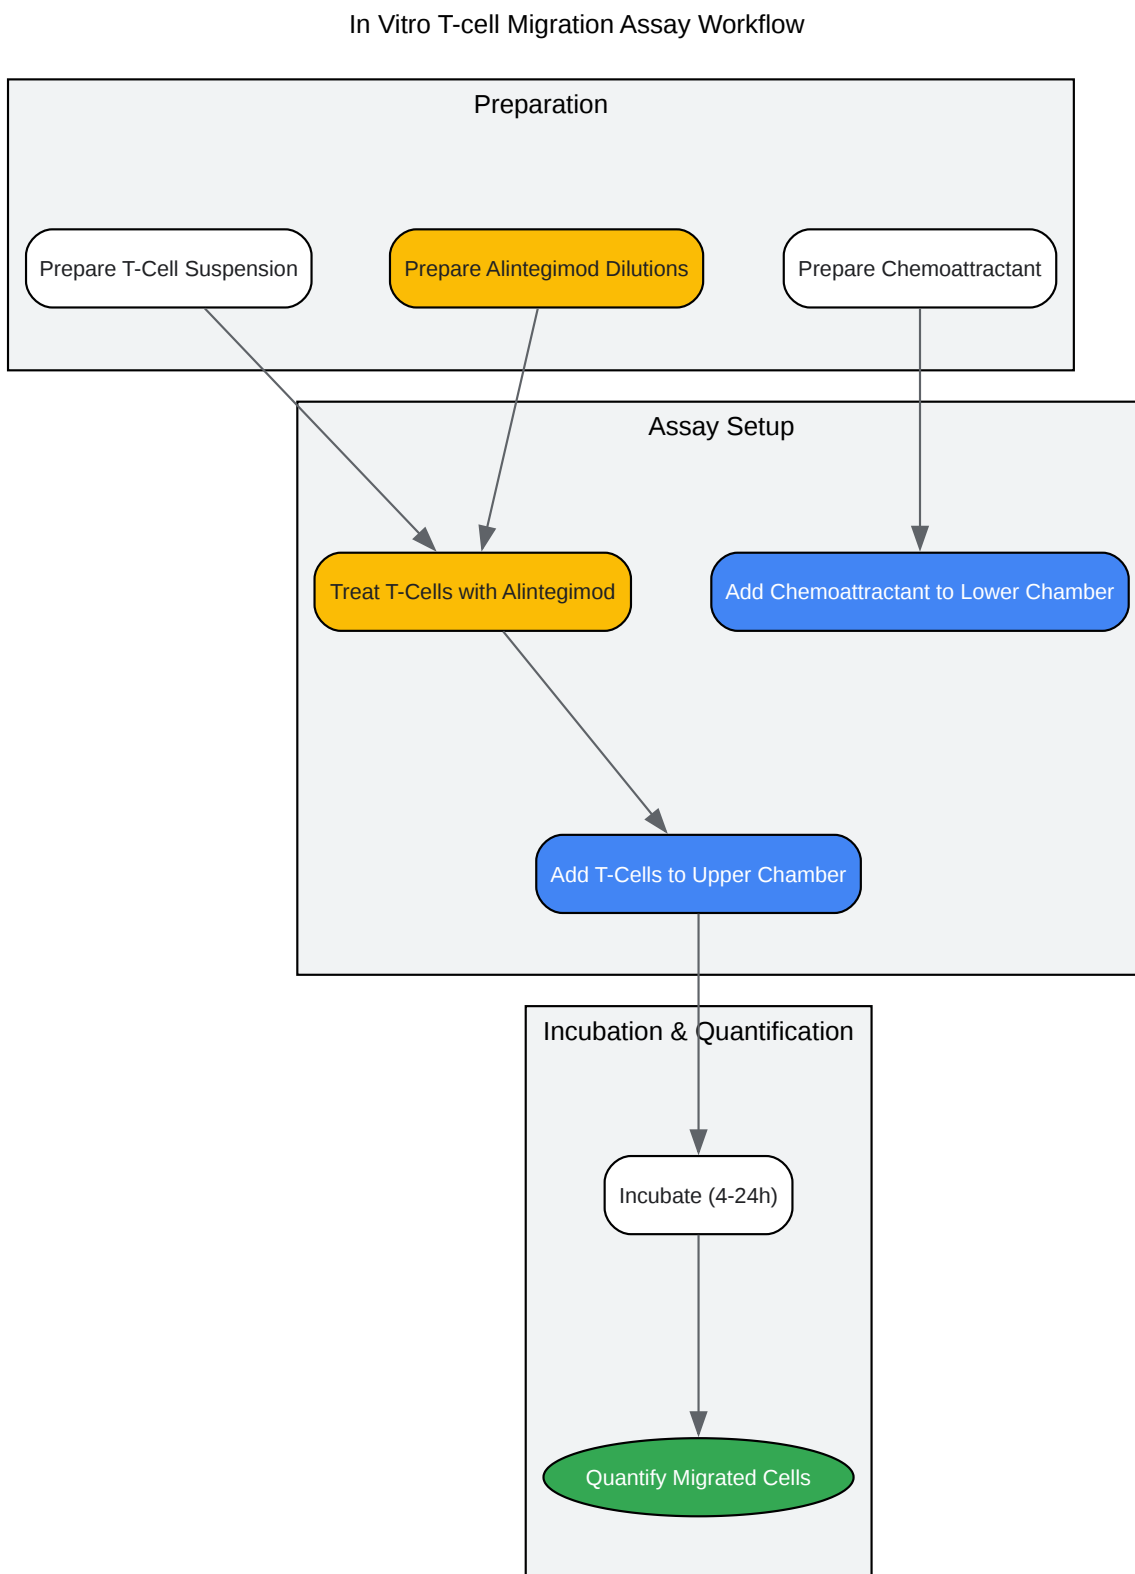 In Vitro T-cell Migration Assay Workflow
Preparation
Prepare T-Cell Suspension
Prepare Alintegimod Dilutions
Prepare Chemoattractant
Assay Setup
Treat T-Cells with Alintegimod
Add Chemoattractant to Lower Chamber
Add T-Cells to Upper Chamber
Incubation & Quantification
Incubate (4-24h)
Quantify Migrated Cells